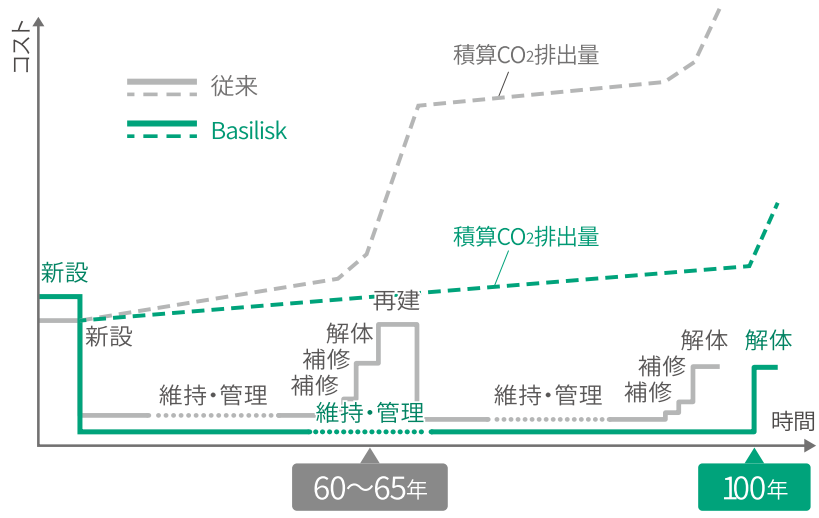 コスト
従来
Basilisk
積算CO2排出量
積算CO2排出量
新設
新設
再建
解体
補修
補修
維持・管理
維持・管理
維持・管理
解体
補修
補修
解体
時間
60〜65年
100年